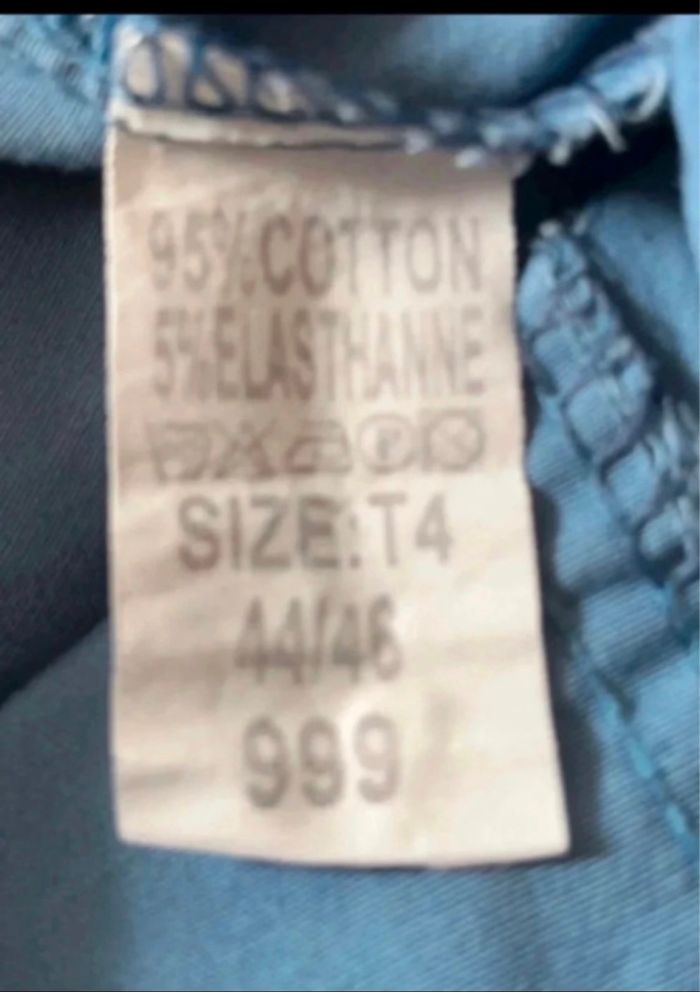 95%COTTON
5%ELASTHANNE
SIZE:T4
44/46
999